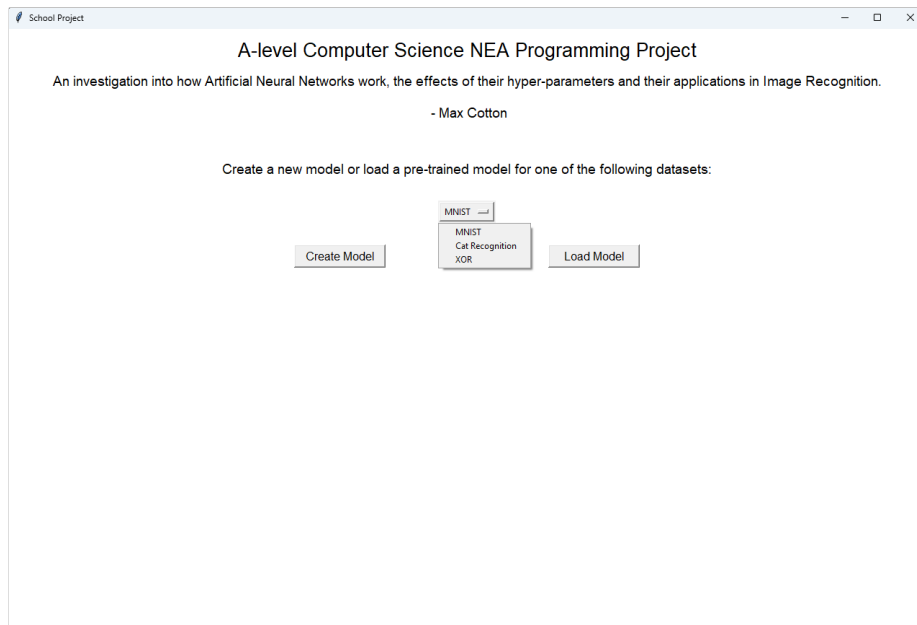 School Project
A-level Computer Science NEA Programming Project
An investigation into how Artificial Neural Networks work, the effects of their hyper-parameters and their applications in Image Recognition.
- Max Cotton
Create a new model or load a pre-trained model for one of the following datasets:
MNIST
MNIST
Cat Recognition
XOR
Create Model
Load Model